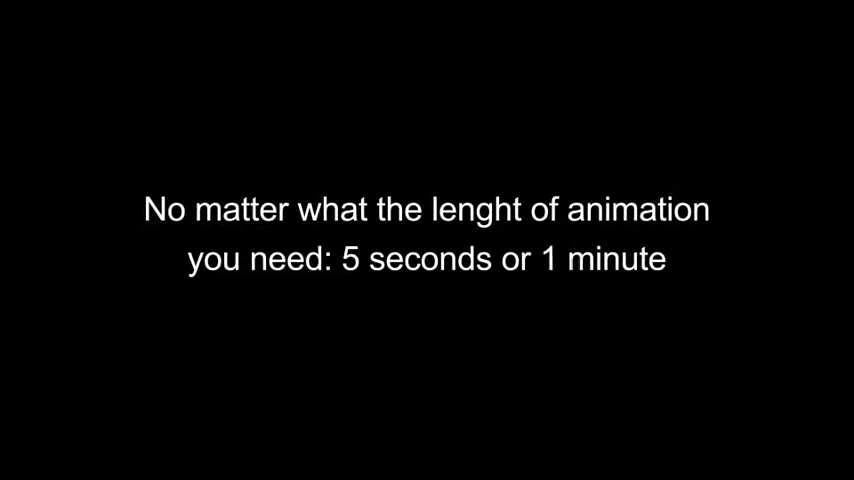 No matter what the lenght of animation
you need: 5 seconds or 1 minute